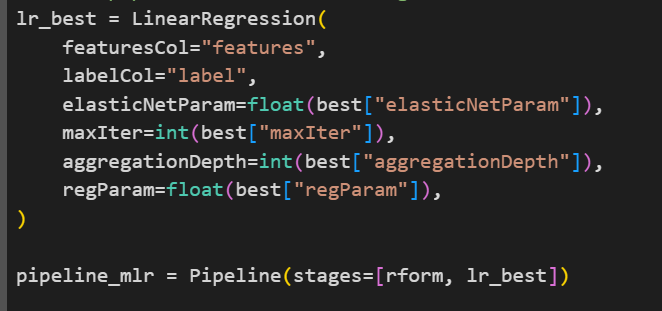 lr_best = LinearRegression(
    featuresCol="features",
    labelCol="label",
    elasticNetParam=float(best["elasticNetParam"]),
    maxIter=int(best["maxIter"]),
    aggregationDepth=int(best["aggregationDepth"]),
    regParam=float(best["regParam"]),
)
pipeline_mlr = Pipeline(stages=[rform, lr_best])